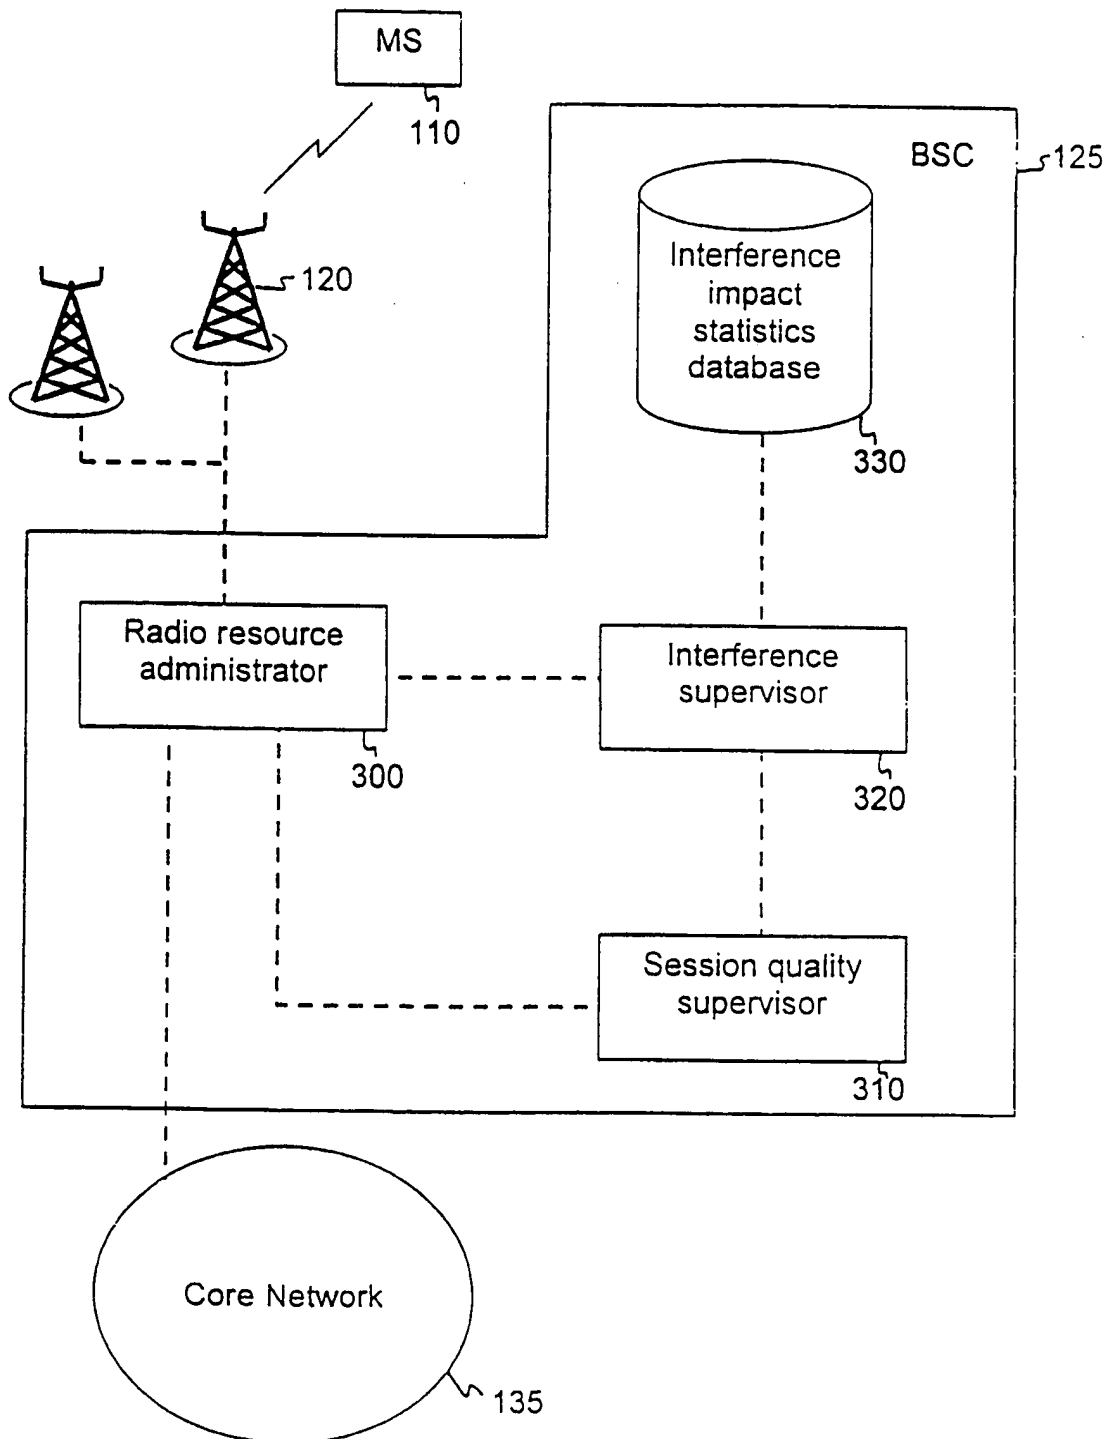 MS
110
BSC
125
120
Interference
impact
statistics
database
330
Radio resource
administrator
300
Interference
supervisor
320
Session quality
supervisor
310
Core Network
135